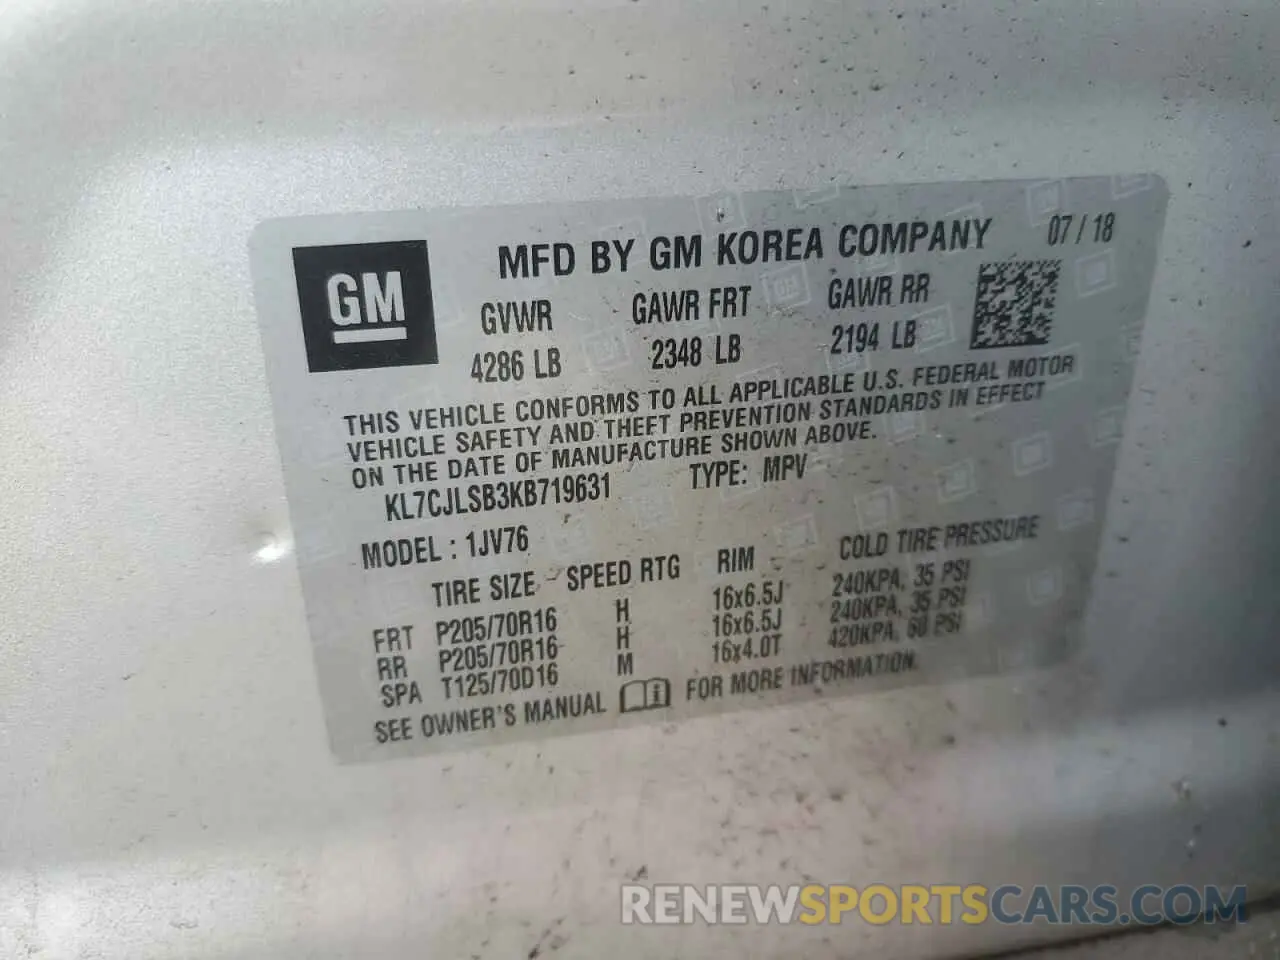 MFD BY GM KOREA COMPANY 07/18
GM
GVWR GAWR FRT GAWR RR
4286 LB 2348 LB 2194 LB
THIS VEHICLE CONFORMS TO ALL APPLICABLE U.S. FEDERAL MOTOR
VEHICLE SAFETY AND THEFT PREVENTION STANDARDS IN EFFECT
ON THE DATE OF MANUFACTURE SHOWN ABOVE.
KL7CJLSB3KB719631 TYPE: MPV
MODEL: 1JV76
TIRE SIZE SPEED RTG RIM COLD TIRE PRESSURE
FRT P205/70R16 H 16x6.5J 240KPA, 35 PSI
RR P205/70R16 H 16x6.5J 240KPA, 35 PSI
SPA T125/70D16 M 16x4.0T 420KPA, 60 PSI
SEE OWNER'S MANUAL FOR MORE INFORMATION.
RENEWSPORTSCARS.COM